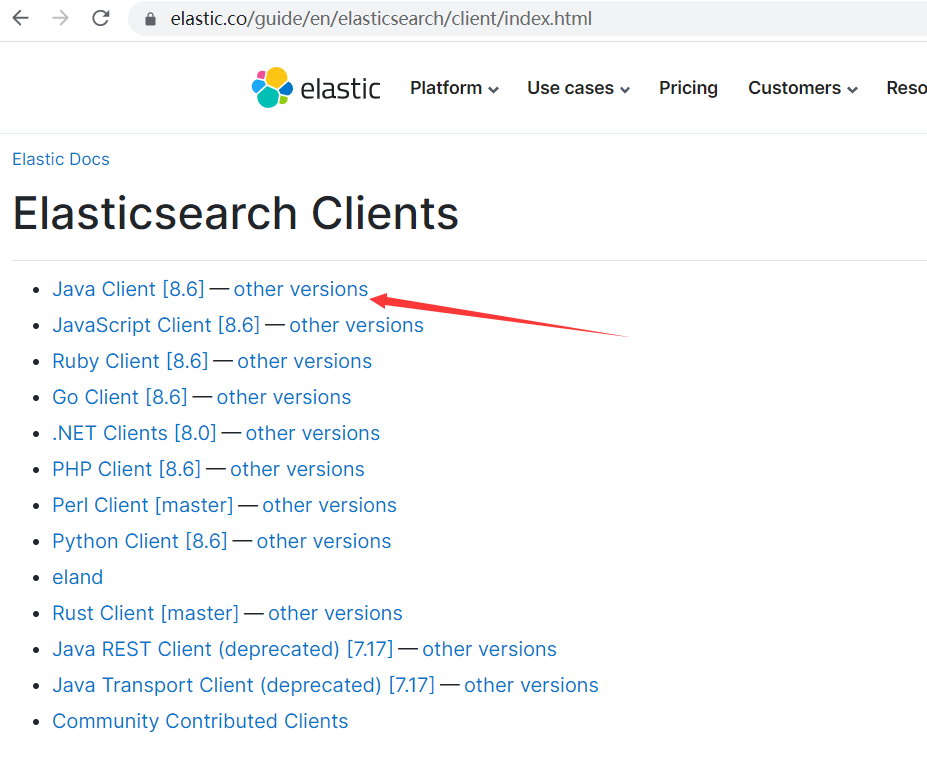 elastic.co/guide/en/elasticsearch/client/index.html
elastic Platform Use cases Pricing Customers Reso
Elastic Docs
Elasticsearch Clients
Java Client [8.6] — other versions
JavaScript Client [8.6] — other versions
Ruby Client [8.6] — other versions
Go Client [8.6] — other versions
.NET Clients [8.0] — other versions
PHP Client [8.6] — other versions
Perl Client [master] — other versions
Python Client [8.6] — other versions
eland
Rust Client [master] — other versions
Java REST Client (deprecated) [7.17] — other versions
Java Transport Client (deprecated) [7.17] — other versions
Community Contributed Clients